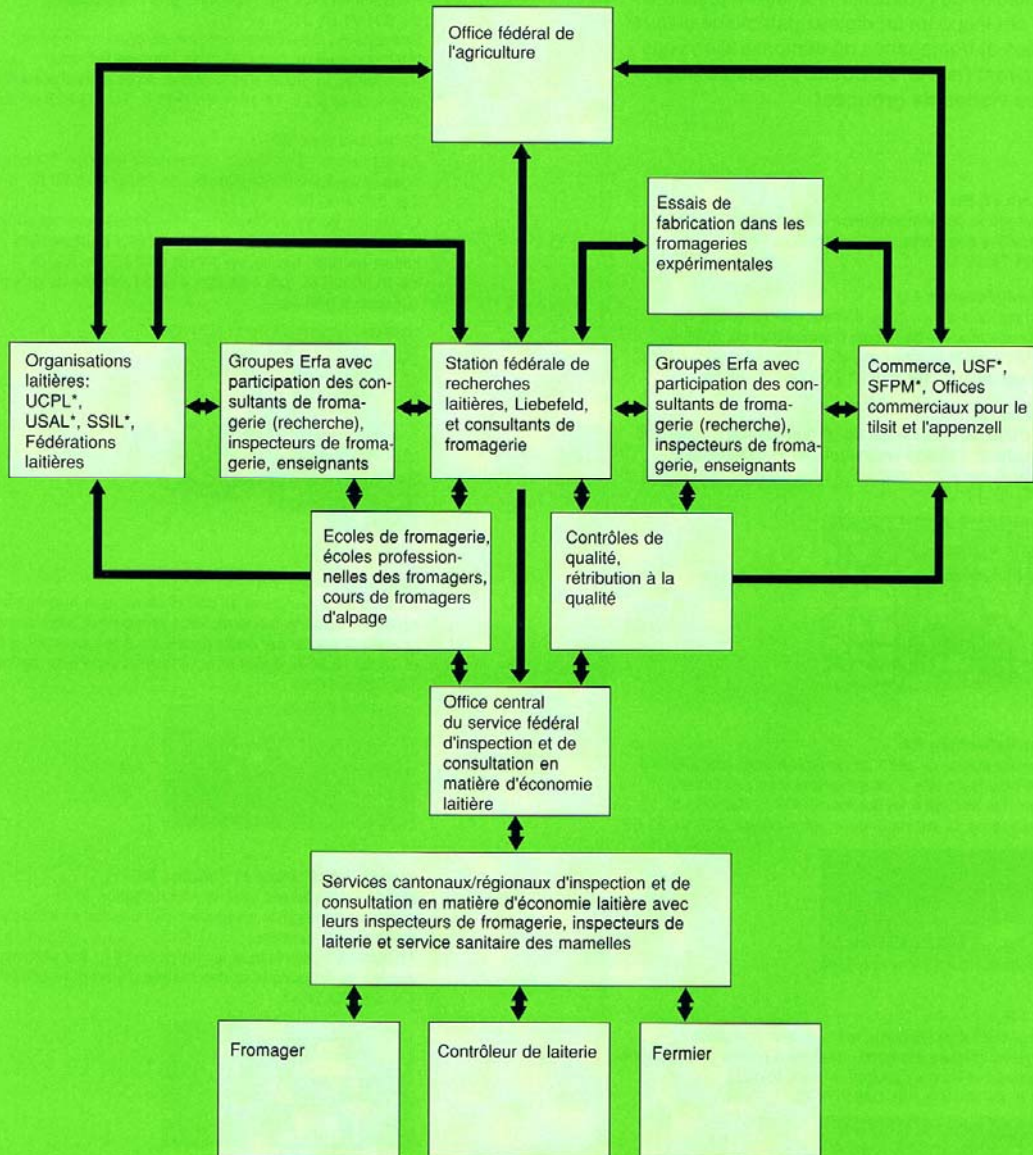 Office fédéral de
l'agriculture
Essais de
fabrication dans les
fromageries
expérimentales
Organisations
laitières:
UCPL*,
USAL*, SSIL*,
Fédérations
laitières
Groupes Erfa avec
participation des con-
sultants de froma-
gerie (recherche),
inspecteurs de froma-
gerie, enseignants
Station fédérale de
recherches
laitières, Liebefeld,
et consultants de
fromagerie
Groupes Erfa avec
participation des con-
sultants de froma-
gerie (recherche),
inspecteurs de froma-
gerie, enseignants
Commerce, USF*,
SFPM*, Offices
commerciaux pour le
tilsit et l'appenzell
Ecoles de fromagerie,
écoles profession-
nelles des fromagers,
cours de fromagers
d'alpage
Contrôles de
qualité,
rétribution à la
qualité
Office central
du service fédéral
d'inspection et de
consultation en
matière d'économie
laitière
Services cantonaux/régionaux d'inspection et de
consultation en matière d'économie laitière avec
leurs inspecteurs de fromagerie, inspecteurs de
laiterie et service sanitaire des mamelles
Fromager
Contrôleur de laiterie
Fermier